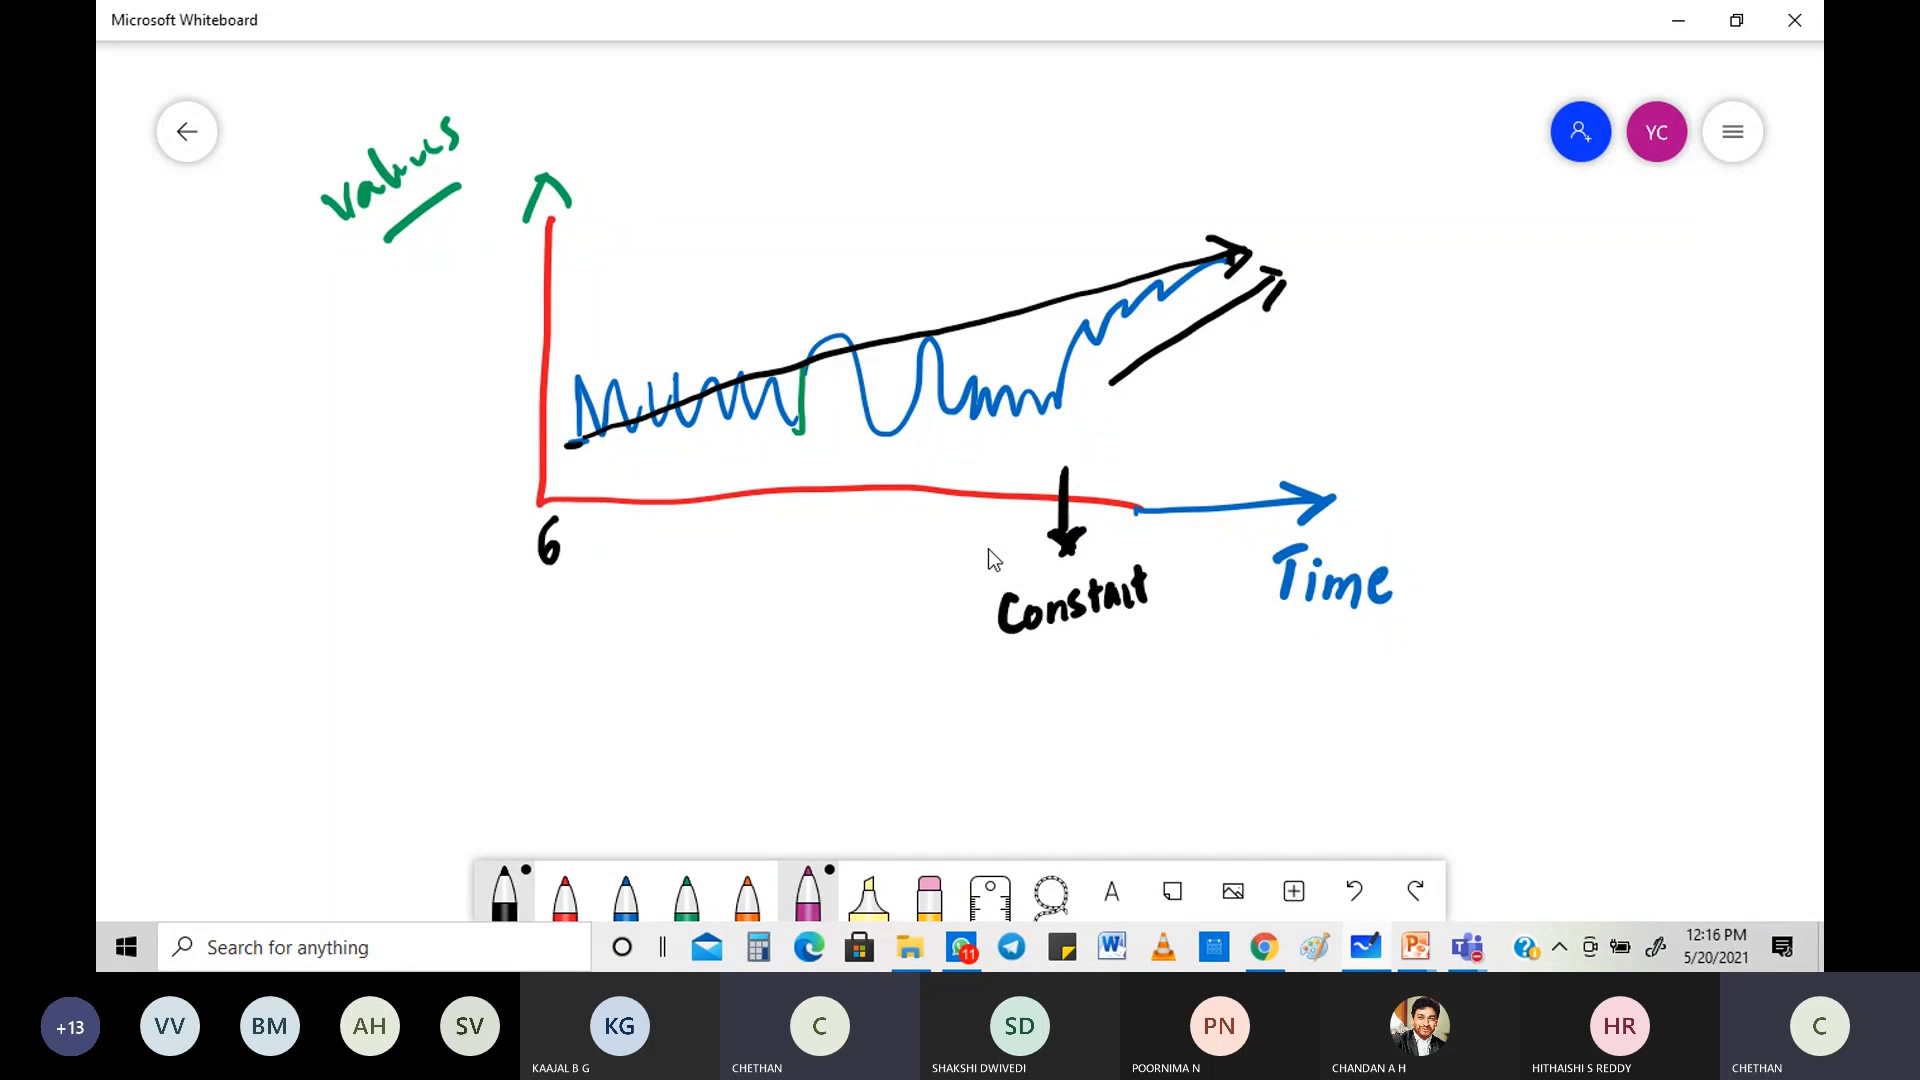 Microsoft Whiteboard
YC
values
6
Constant
Time
A
Search for anything
11
12:16 PM
5/20/2021
+13
VV
BM
AH
SV
KG
C
SD
PN
HR
C
KAAJAL B G
CHETHAN
SHAKSHI DWIVEDI
POORNIMA N
CHANDAN A H
HITHAISHI S REDDY
CHETHAN